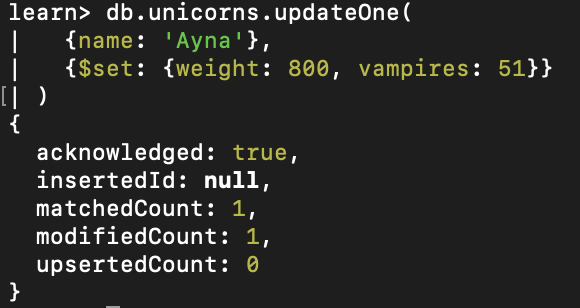 learn> db.unicorns.updateOne(
|   {name: 'Ayna'},
|   {$set: {weight: 800, vampires: 51}}
[| )
{
  acknowledged: true,
  insertedId: null,
  matchedCount: 1,
  modifiedCount: 1,
  upsertedCount: 0
}